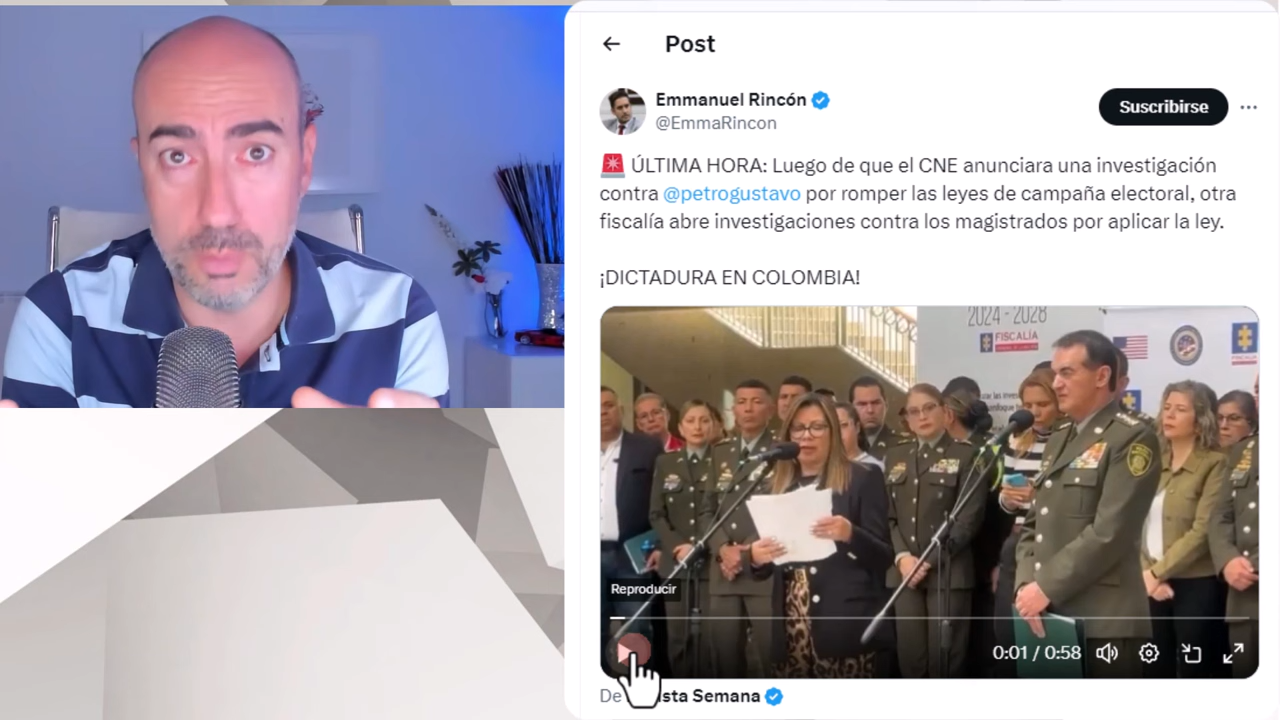 Post
Emmanuel Rincón
@EmmaRincon
Suscribirse
ÚLTIMA HORA: Luego de que el CNE anunciara una investigación
contra @petrogustavo por romper las leyes de campaña electoral, otra
fiscalía abre investigaciones contra los magistrados por aplicar la ley.
¡DICTADURA EN COLOMBIA!
2024 - 2028
FISCALÍA
FISCALÍA
Reproducir
0:01 / 0:58
De
Semana